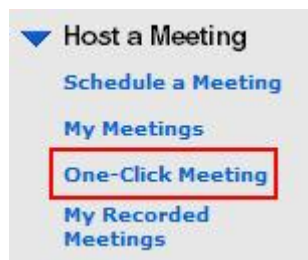 Host a Meeting
Schedule a Meeting
My Meetings
One-Click Meeting
My Recorded
Meetings